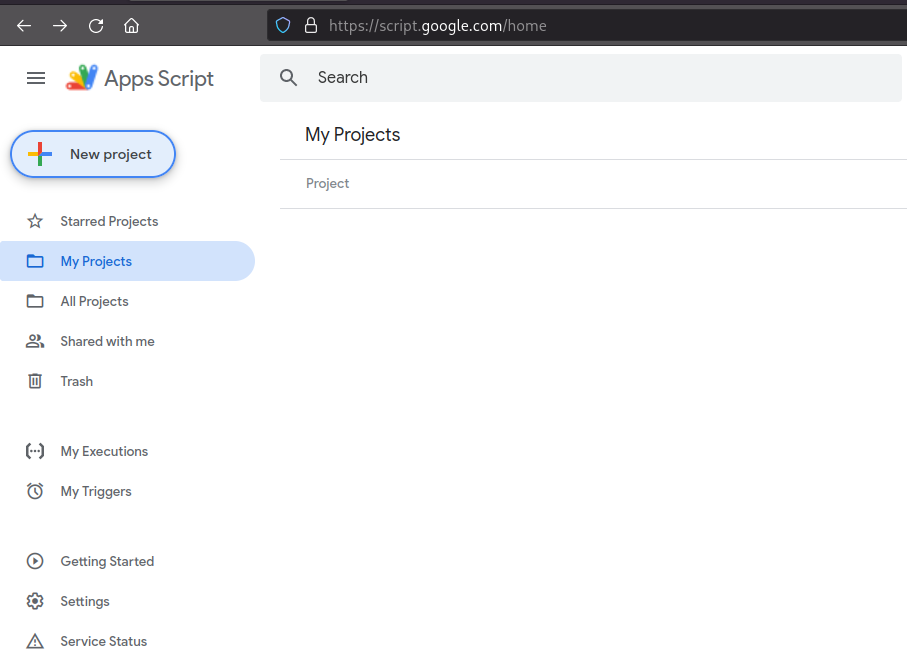 https://script.google.com/home
Apps Script
Search
New project
My Projects
Project
Starred Projects
My Projects
All Projects
Shared with me
Trash
My Executions
My Triggers
Getting Started
Settings
Service Status